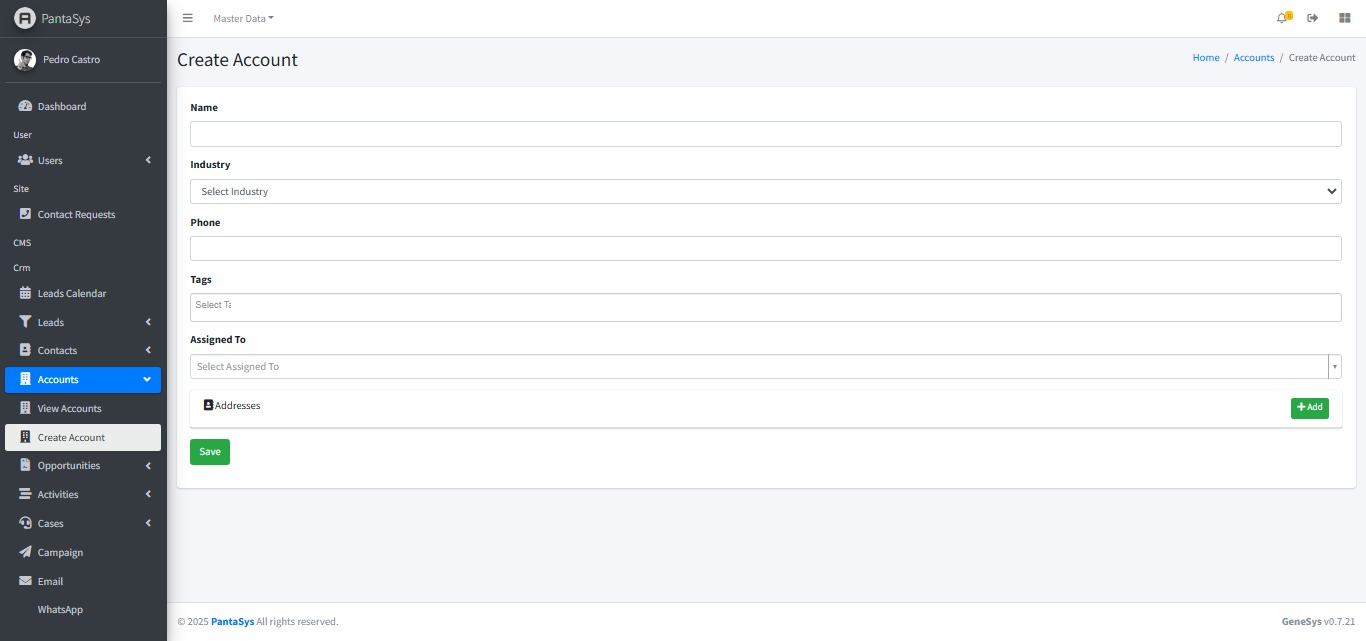 PantaSys
Master Data
Pedro Castro
Create Account
Home / Accounts / Create Account
Dashboard
User
Users
Site
Contact Requests
CMS
Crm
Leads Calendar
Leads
Contacts
Accounts
View Accounts
Create Account
Opportunities
Activities
Cases
Campaign
Email
WhatsApp
Name
Industry
Select Industry
Phone
Tags
Select Ta
Assigned To
Select Assigned To
Addresses
Add
Save
© 2025 PantaSys All rights reserved.
GeneSys v0.7.21